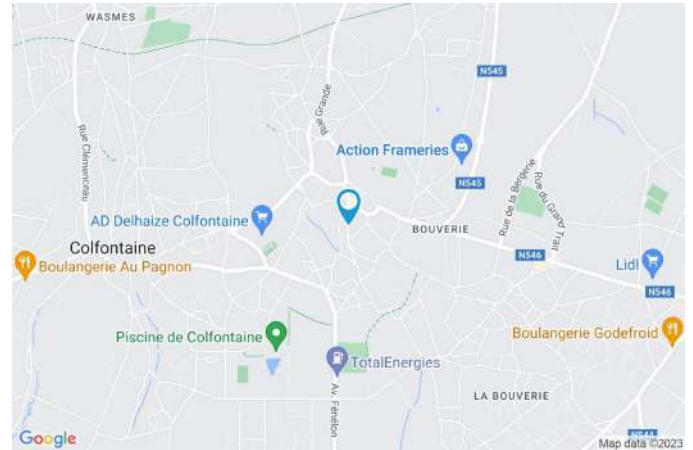 WASMES
N545
Rue Grande
Rue Clémenceau
Action Frameries
N545
Rue de la Bergerie
Rue du Grand Trait
AD Delhaize Colfontaine
BOUVERIE
Colfontaine
N546
Lidl
Boulangerie Au Pagnon
N546
Piscine de Colfontaine
Boulangerie Godefroid
TotalEnergies
Av. Fénelon
LA BOUVERIE
N544
Google
Map data ©2023